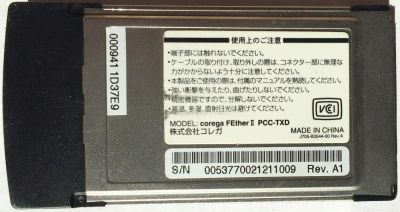 000941 1D37E9
使用上のご注意
・端子部には触れないでください。
・ケーブルの取り付け、取り外しの際は、コネクター部に無理な
力がかからないよう十分に注意してください。
・本製品をご使用の際は、付属のマニュアルを熟読してください。
・強い衝撃を与えたり、曲げたりしないでください。
・精密機器ですので、分解しないでください。
・高温、多湿、直射日光は避けてください。
VCCI
MODEL: corega FEther II PCC-TXD
株式会社コレガ
MADE IN CHINA
J705-B3544-00 Rev A
S/N 0053770021211009 Rev. A1